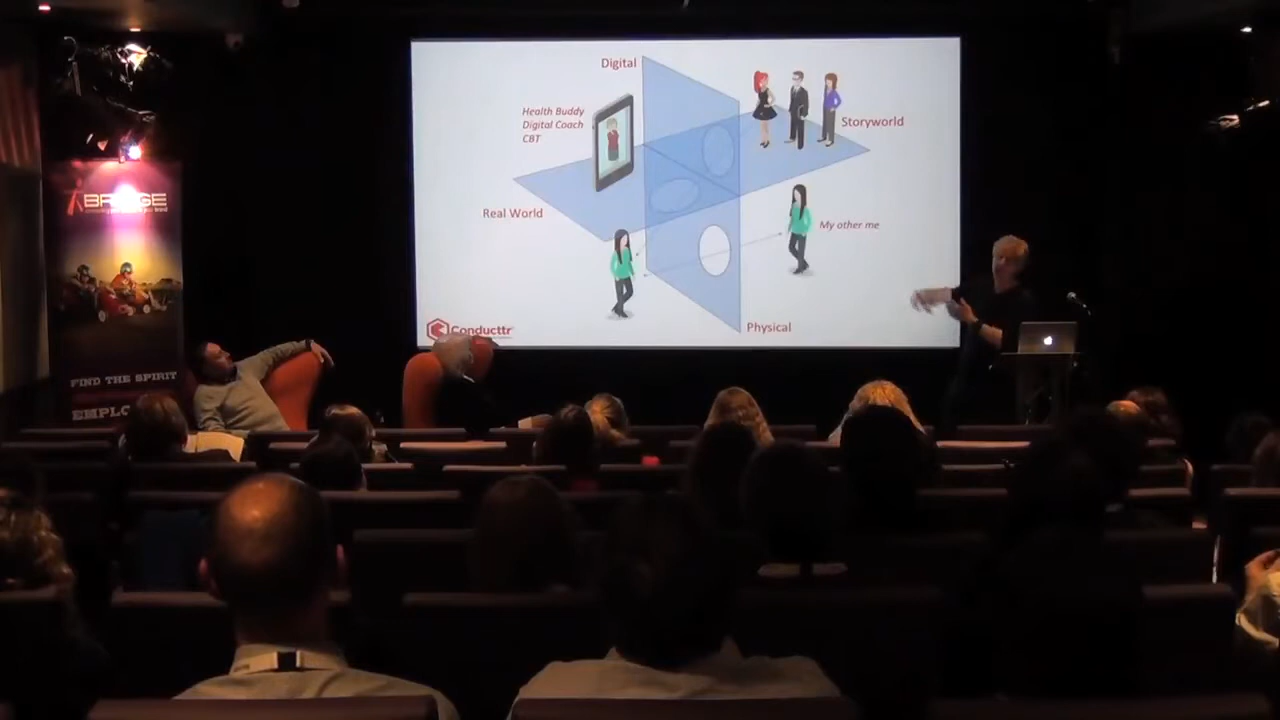 Digital
Health Buddy
Digital Coach
CBT
Storyworld
Real World
My other me
Physical
Conducttr
FIND THE SPIRIT